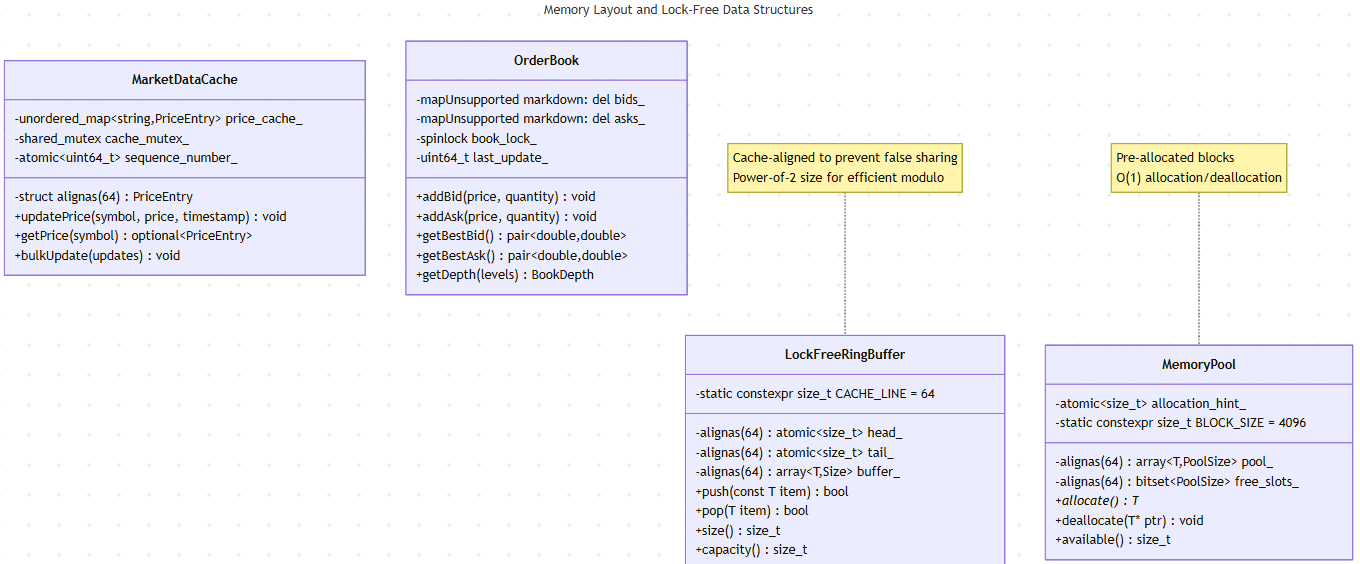 Memory Layout and Lock-Free Data Structures
MarketDataCache
-unordered_map<string,PriceEntry> price_cache_
-shared_mutex cache_mutex_
-atomic<uint64_t> sequence_number_
-struct alignas(64) : PriceEntry
+updatePrice(symbol, price, timestamp) : void
+getPrice(symbol) : optional<PriceEntry>
+bulkUpdate(updates) : void
OrderBook
-mapUnsupported markdown: del bids_
-mapUnsupported markdown: del asks_
-spinlock book_lock_
-uint64_t last_update_
+addBid(price, quantity) : void
+addAsk(price, quantity) : void
+getBestBid() : pair<double,double>
+getBestAsk() : pair<double,double>
+getDepth(levels) : BookDepth
Cache-aligned to prevent false sharing
Power-of-2 size for efficient modulo
LockFreeRingBuffer
-static constexpr size_t CACHE_LINE = 64
-alignas(64) : atomic<size_t> head_
-alignas(64) : atomic<size_t> tail_
-alignas(64) : array<T,Size> buffer_
+push(const T item) : bool
+pop(T item) : bool
+size() : size_t
+capacity() : size_t
Pre-allocated blocks
O(1) allocation/deallocation
MemoryPool
-atomic<size_t> allocation_hint_
-static constexpr size_t BLOCK_SIZE = 4096
-alignas(64) : array<T,PoolSize> pool_
-alignas(64) : bitset<PoolSize> free_slots_
+allocate() : T
+deallocate(T* ptr) : void
+available() : size_t